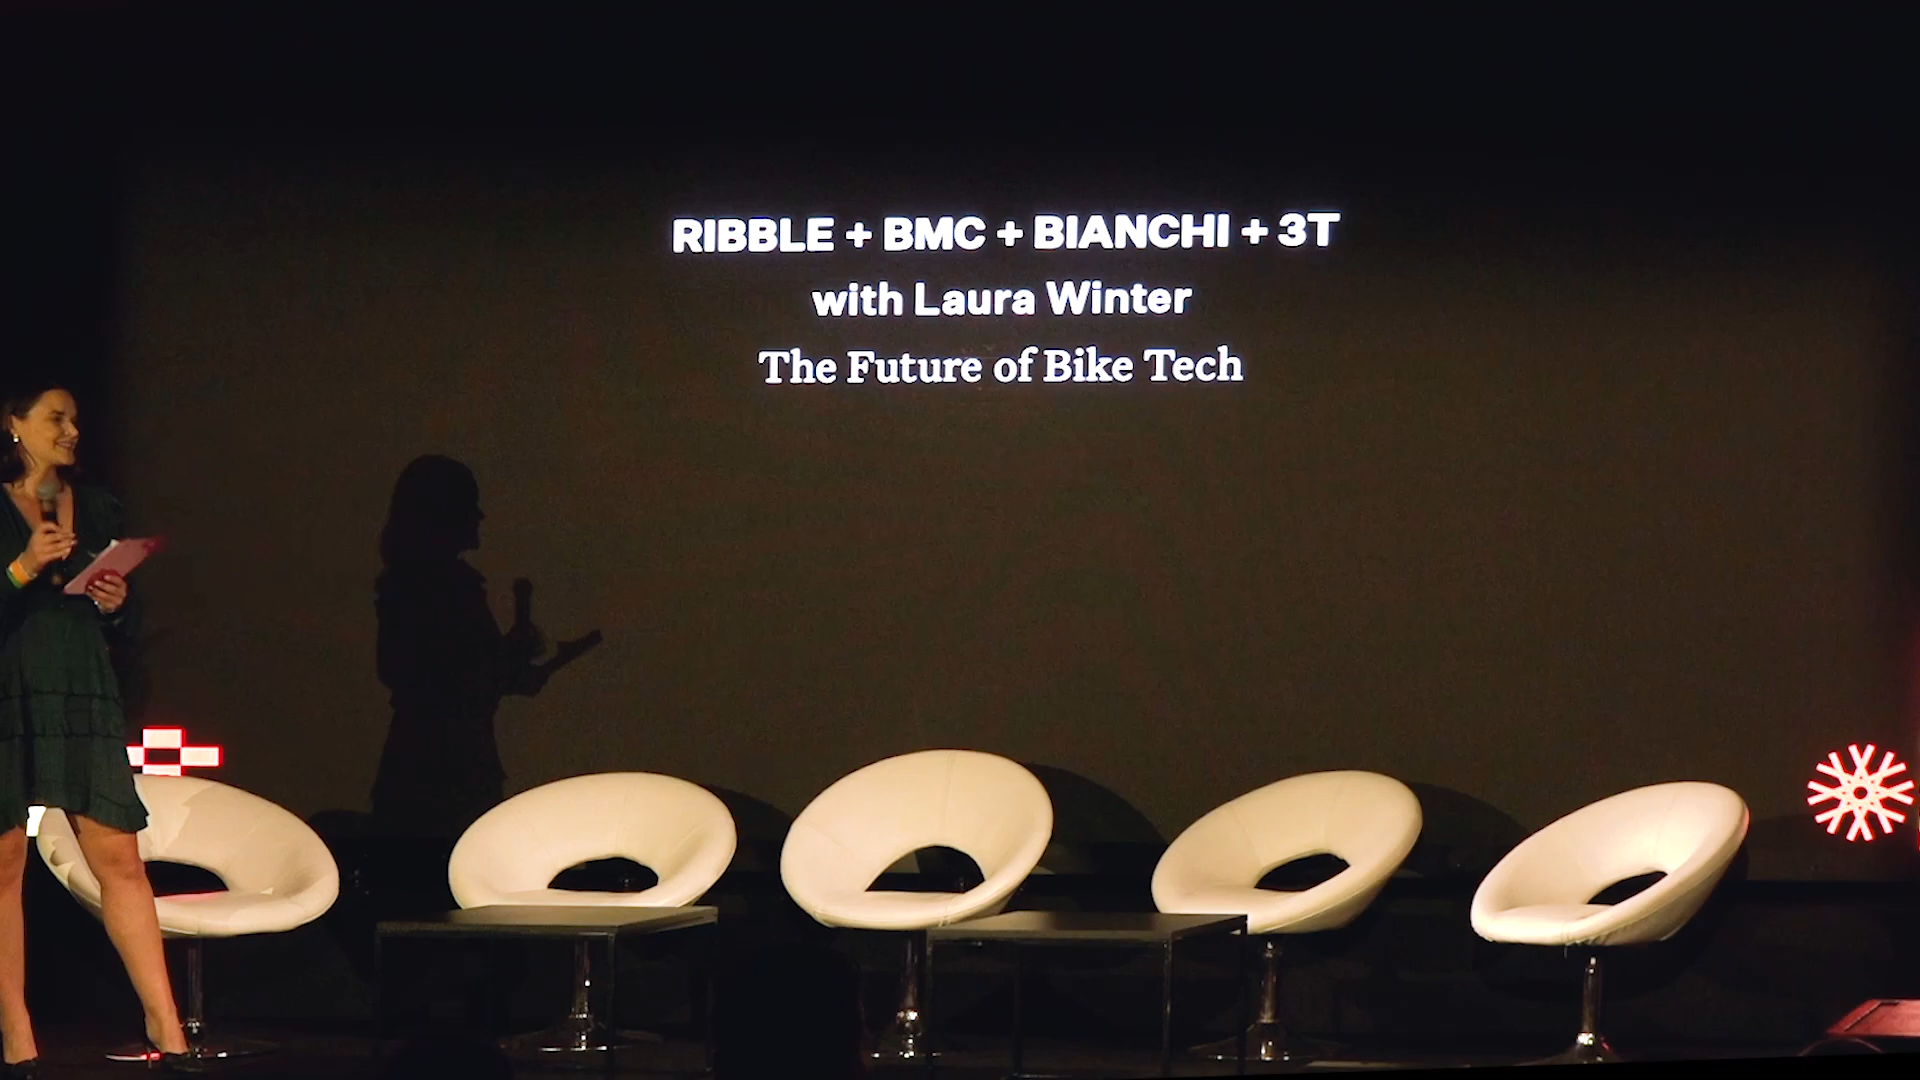 RIBBLE + BMC + BIANCHI + 3T
with Laura Winter
The Future of Bike Tech